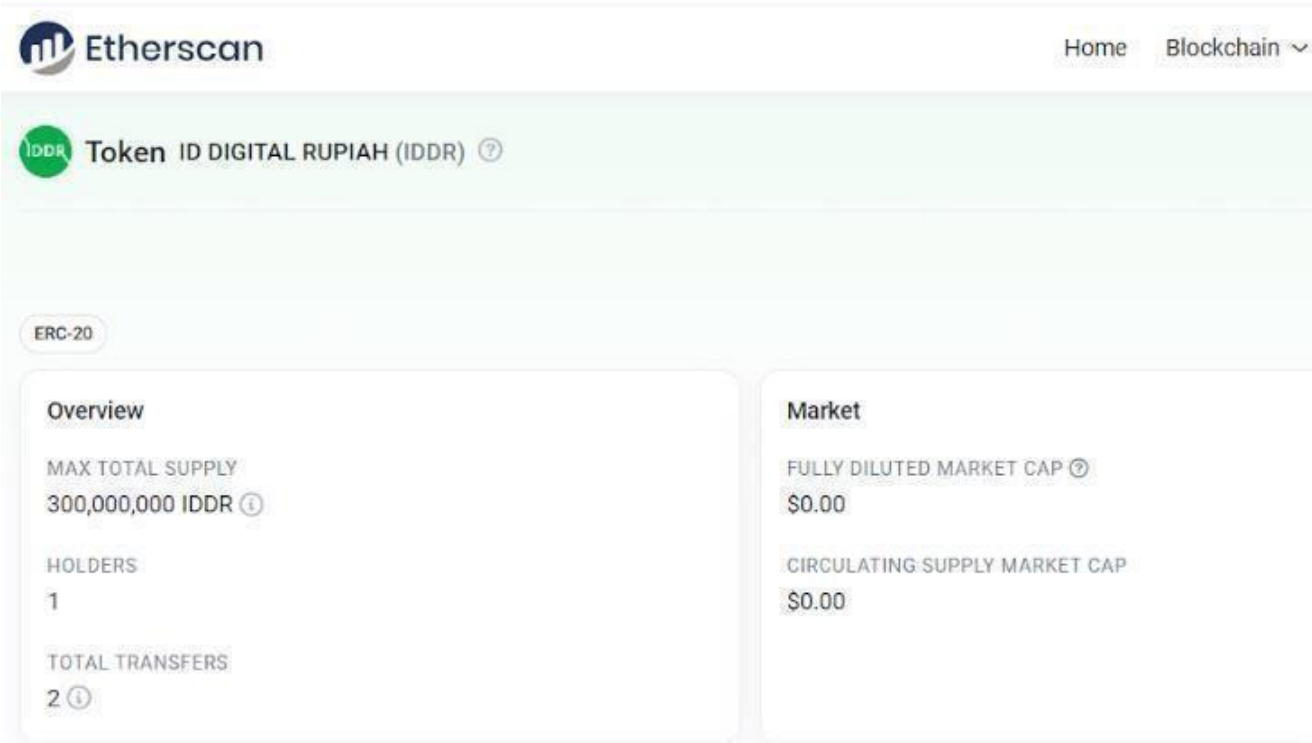 Etherscan
Home Blockchain
IDDR Token ID DIGITAL RUPIAH (IDDR)
ERC-20
Overview
MAX TOTAL SUPPLY
300,000,000 IDDR
HOLDERS
1
TOTAL TRANSFERS
2
Market
FULLY DILUTED MARKET CAP
$0.00
CIRCULATING SUPPLY MARKET CAP
$0.00